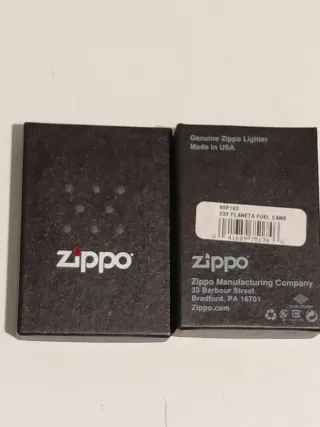 zippo
Genuine Zippo Lighter
Made in USA
233 PLANETA FUEL CANS
zippo
Zippo Manufacturing Company
33 Barbour Street
Bradford, PA 16701
Zippo.com